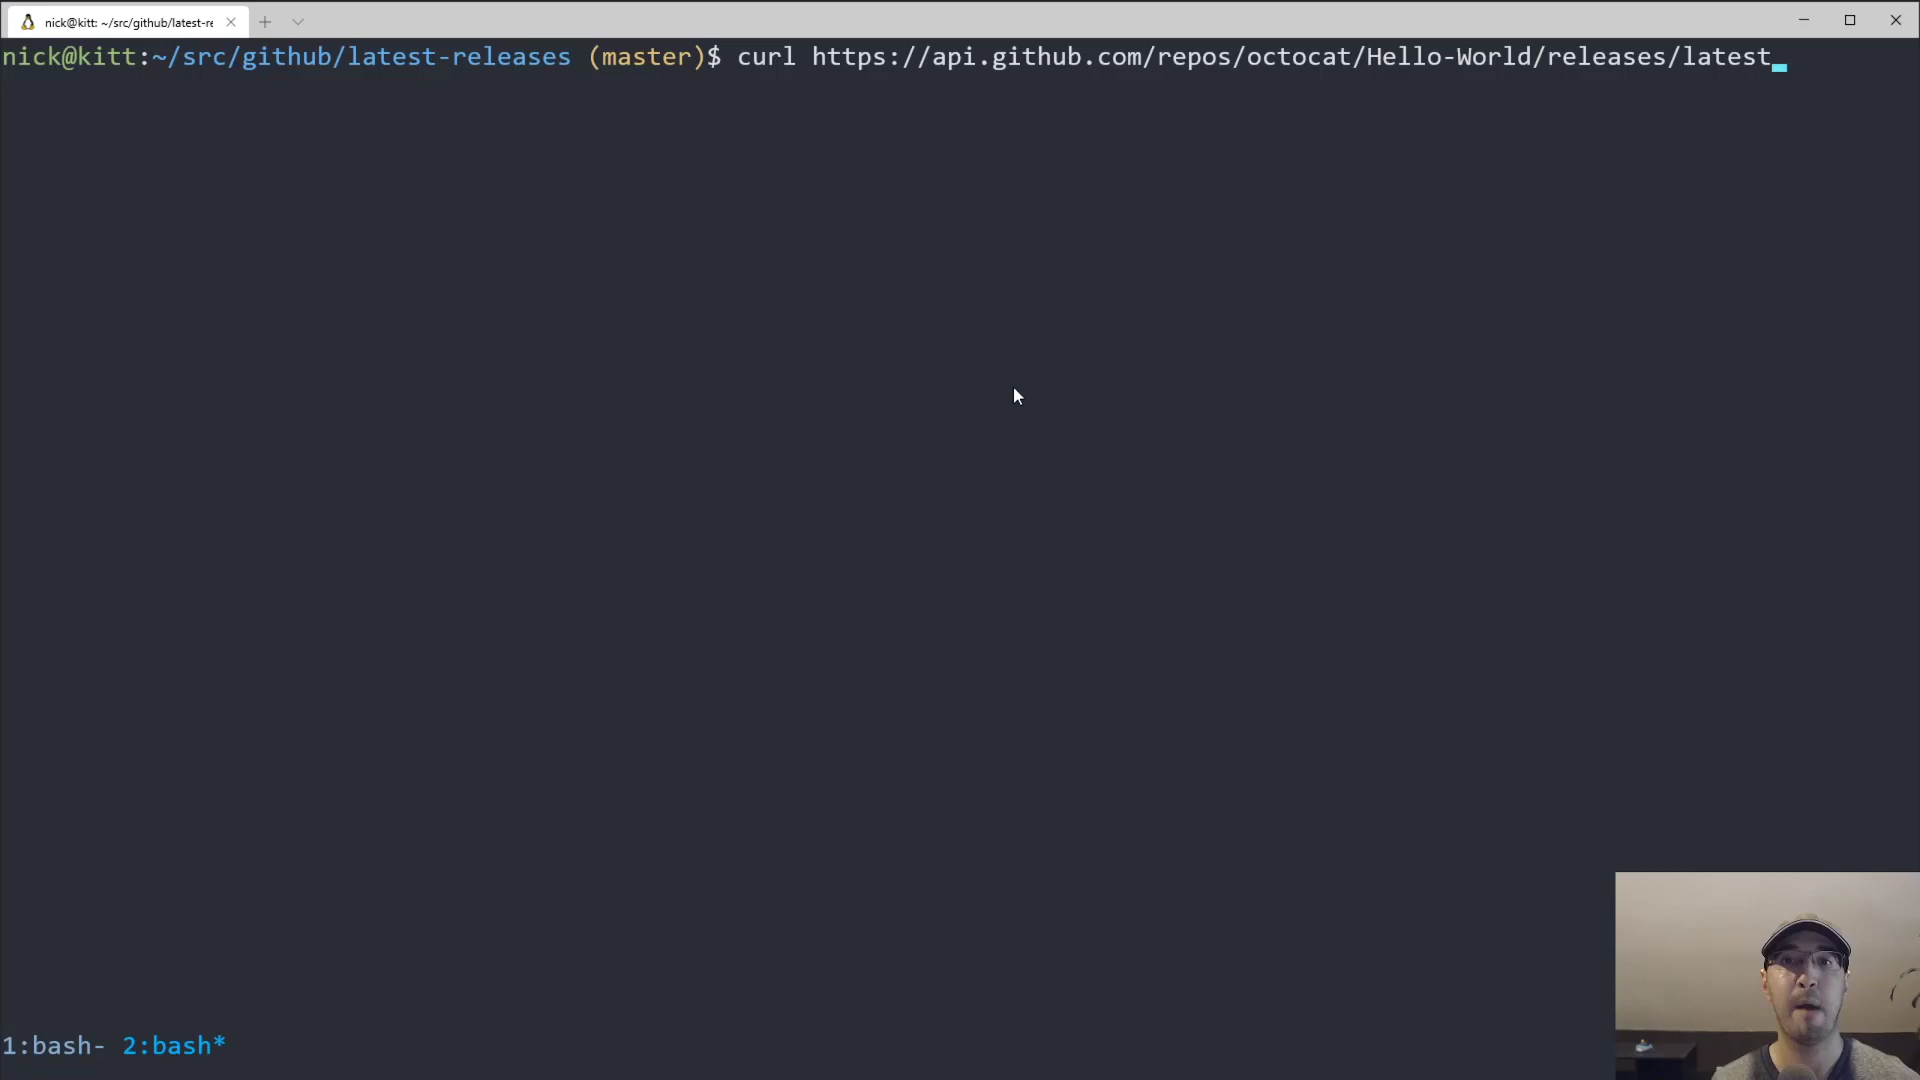 nick@kitt: ~/src/github/latest-re
nick@kitt:~/src/github/latest-releases (master)$ curl https://api.github.com/repos/octocat/Hello-World/releases/latest
1:bash- 2:bash*